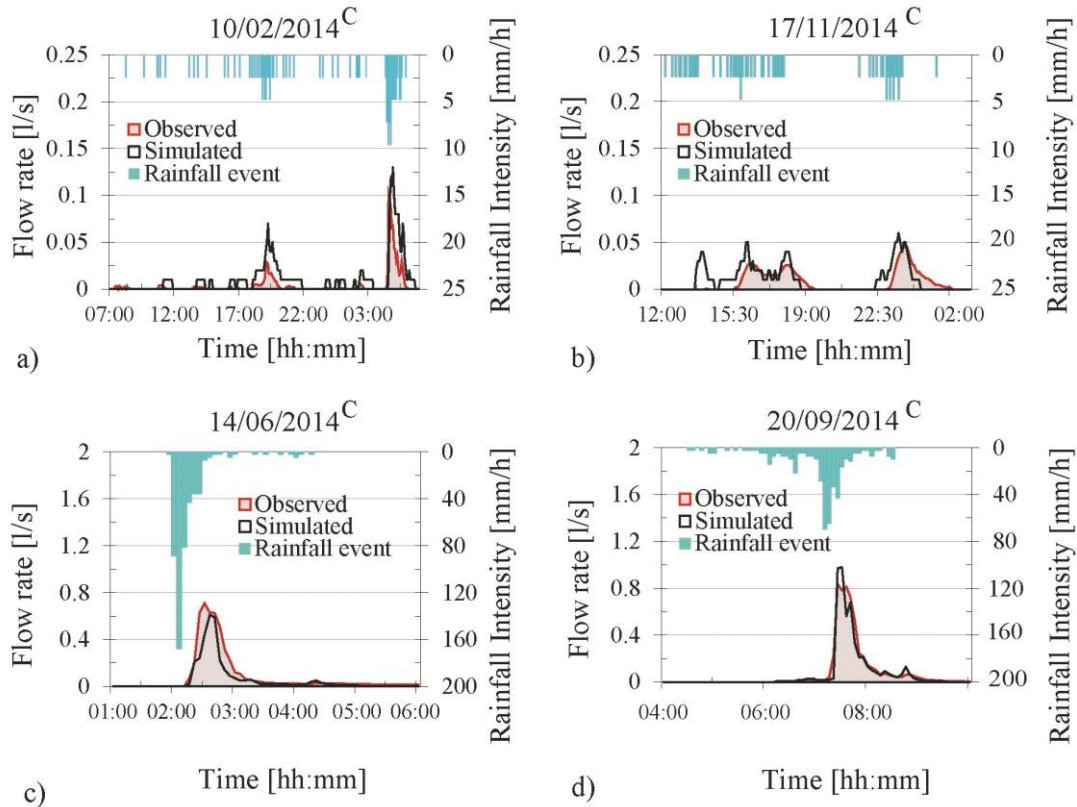 10/02/2014C
Flow rate [l/s]
0.25
0.2
0.15
0.1
0.05
0
Observed
Simulated
Rainfall event
0
5
10
15
20
25
Rainfall Intensity [mm/h]
07:00 12:00 17:00 22:00 03:00
Time [hh:mm]
a)
17/11/2014C
Flow rate [l/s]
0.25
0.2
0.15
0.1
0.05
0
Observed
Simulated
Rainfall event
0
5
10
15
20
25
Rainfall Intensity [mm/h]
12:00 15:30 19:00 22:30 02:00
Time [hh:mm]
b)
14/06/2014C
Flow rate [l/s]
2
1.6
1.2
0.8
0.4
0
Observed
Simulated
Rainfall event
0
40
80
120
160
200
Rainfall Intensity [mm/h]
01:00 02:00 03:00 04:00 05:00 06:00
Time [hh:mm]
c)
20/09/2014C
Flow rate [l/s]
2
1.6
1.2
0.8
0.4
0
Observed
Simulated
Rainfall event
0
40
80
120
160
200
Rainfall Intensity [mm/h]
04:00 06:00 08:00
Time [hh:mm]
d)